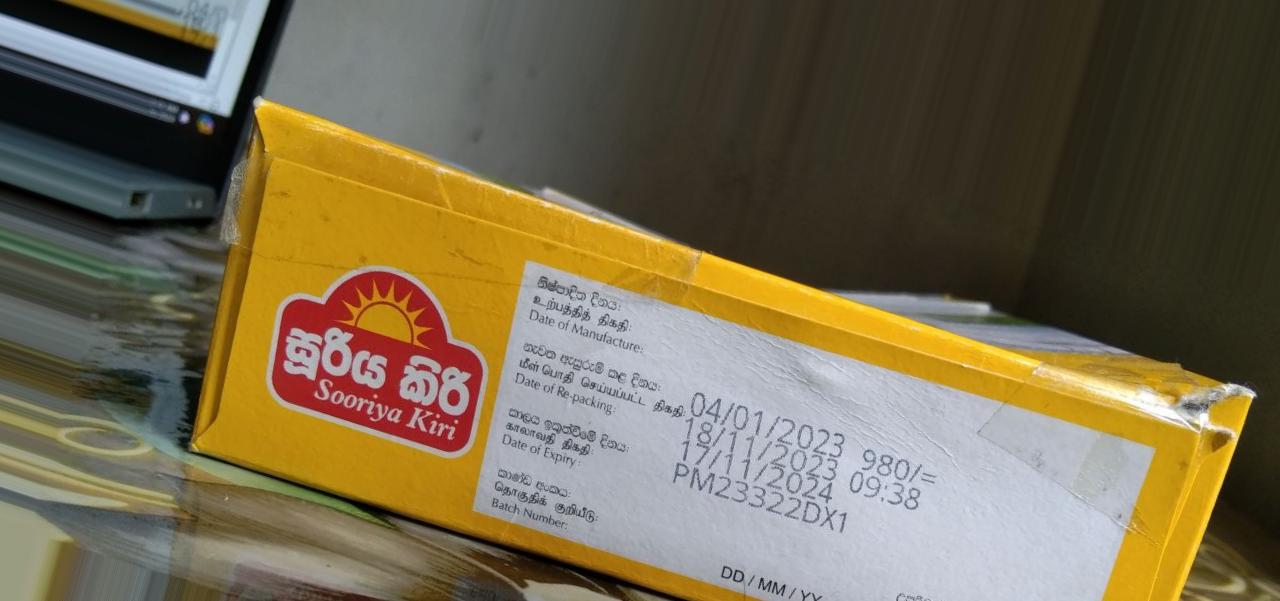 සූරිය කිරි
Sooriya Kiri
නිෂ්පාදිත දිනය:
உற்பத்தித் திகதி:
Date of Manufacture:
නැවත ඇසුරුම් කළ දිනය:
மீள் பொதி செய்யப்பட்ட திகதி:
Date of Re-packing:
කාලය ඉකුත්වීමේ දිනය:
காலாவதி திகதி:
Date of Expiry:
කාණ්ඩ අංකය:
தொகுதிக் குறியீடு:
Batch Number:
04/01/2023 980/=
18/11/2023 09:38
17/11/2024
PM23322DX1
DD / MM / YY